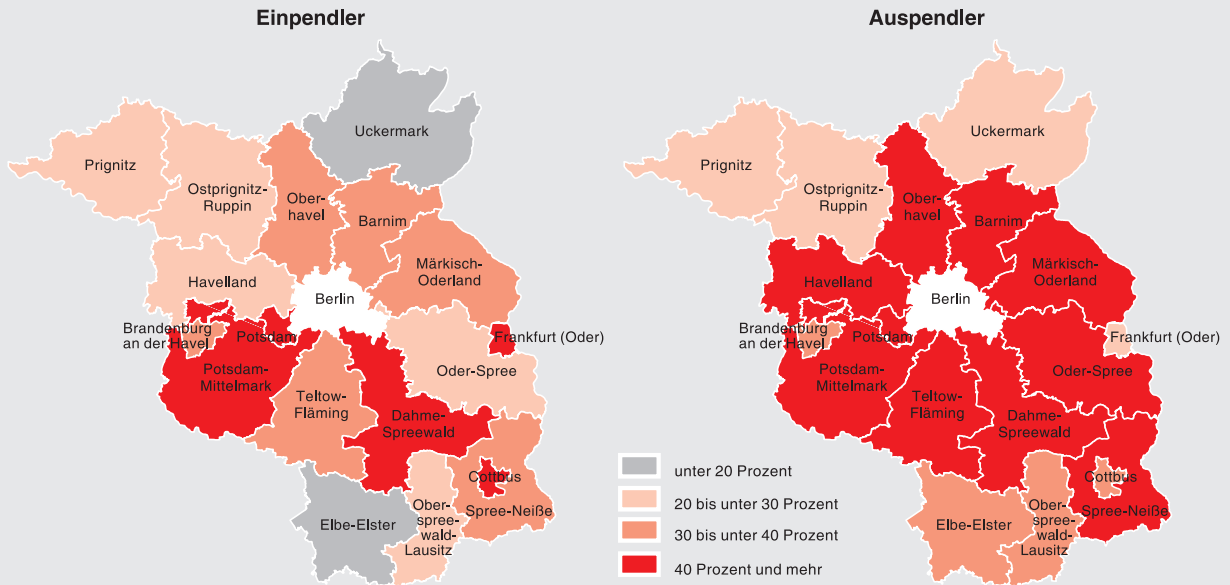 Einpendler
Uckermark
Prignitz
Ostprignitz-
Ruppin
Ober-
havel
Barnim
Märkisch-
Oderland
Havelland
Berlin
Brandenburg
an der Havel
Potsdam
Frankfurt (Oder)
Potsdam-
Mittelmark
Oder-Spree
Teltow-
Fläming
Dahme-
Spreewald
Cottbus
Spree-Neiße
Elbe-Elster
Ober-
spree-
wald-
Lausitz
Auspendler
Uckermark
Prignitz
Ostprignitz-
Ruppin
Ober-
havel
Barnim
Märkisch-
Oderland
Havelland
Berlin
Brandenburg
an der Havel
Potsdam
Frankfurt (Oder)
Potsdam-
Mittelmark
Oder-Spree
Teltow-
Fläming
Dahme-
Spreewald
Cottbus
Spree-Neiße
Elbe-Elster
Ober-
spree-
wald-
Lausitz
unter 20 Prozent
20 bis unter 30 Prozent
30 bis unter 40 Prozent
40 Prozent und mehr